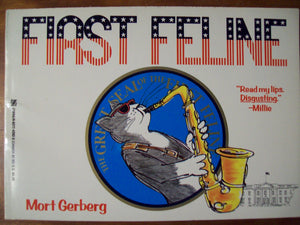 FIRST FELINE
THE GREAT SEAL OF THE
"Read my lips.
Disgusting."
–Millie
Mort Gerberg